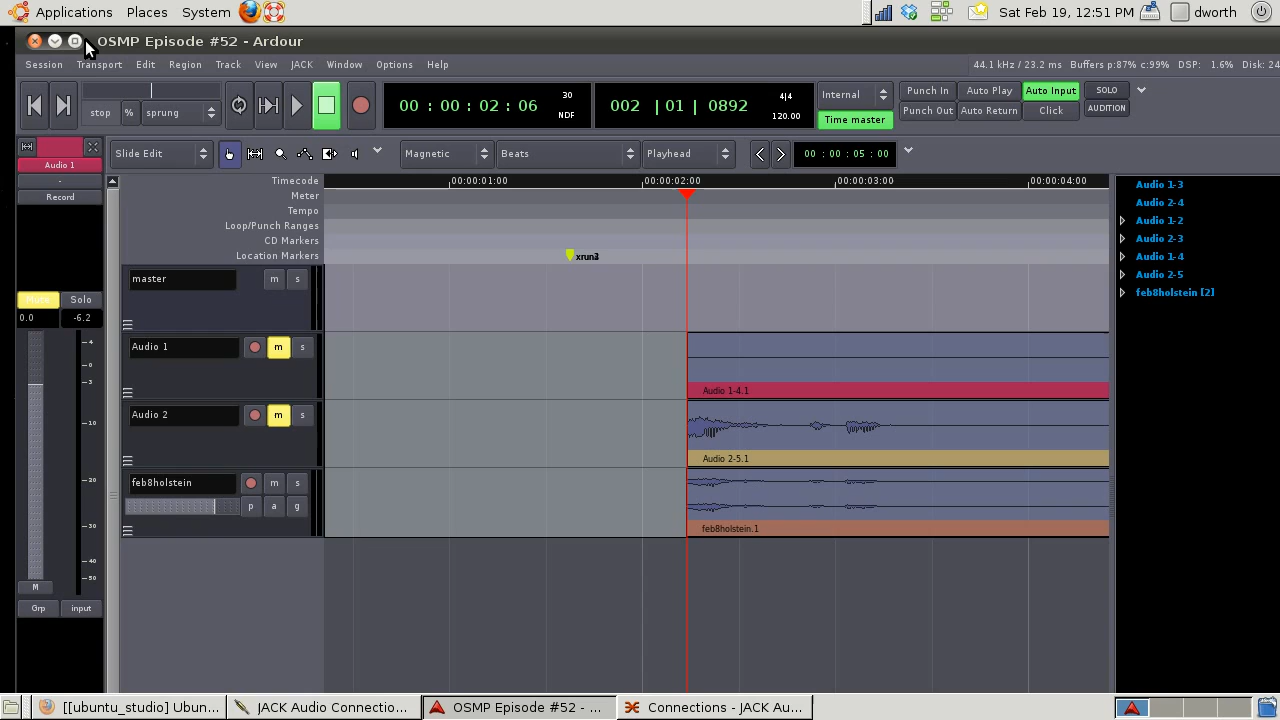 Applications Places System Sat Feb 19, 12:51 PM dworth
OSMP Episode #52 - Ardour
Session Transport Edit Region Track View JACK Window Options Help 44.1 kHz / 23.2 ms Buffers p:87% c:99% DSP: 1.6% Disk: 24
stop % sprung
00 : 00 : 02 : 06 30 NDF
002 |01 | 0892 4|4 120.00
Internal Time master
Punch In Auto Play Auto Input SOLO
Punch Out Auto Return Click AUDITION
Slide Edit Magnetic Beats Playhead 00 : 00 : 05 : 00
Audio 1
-
Record
Mute Solo
0.0 -6.2
-4
-0
-3
-10
-20
-30
-40
-50
M
Grp input
Timecode 00:00:01:00 00:00:02:00 00:00:03:00 00:00:04:00
Meter
Tempo
Loop/Punch Ranges
CD Markers
Location Markers
master m s
Audio 1 m s
Audio 1-4.1
Audio 2 m s
Audio 2-5.1
feb8holstein m s
p a g
feb8holstein.1
Audio 1-3
Audio 2-4
Audio 1-2
Audio 2-3
Audio 1-4
Audio 2-5
feb8holstein [2]
[[ubuntu_studio] Ubun... JACK Audio Connectio... OSMP Episode #52 - ... Connections - JACK Au...